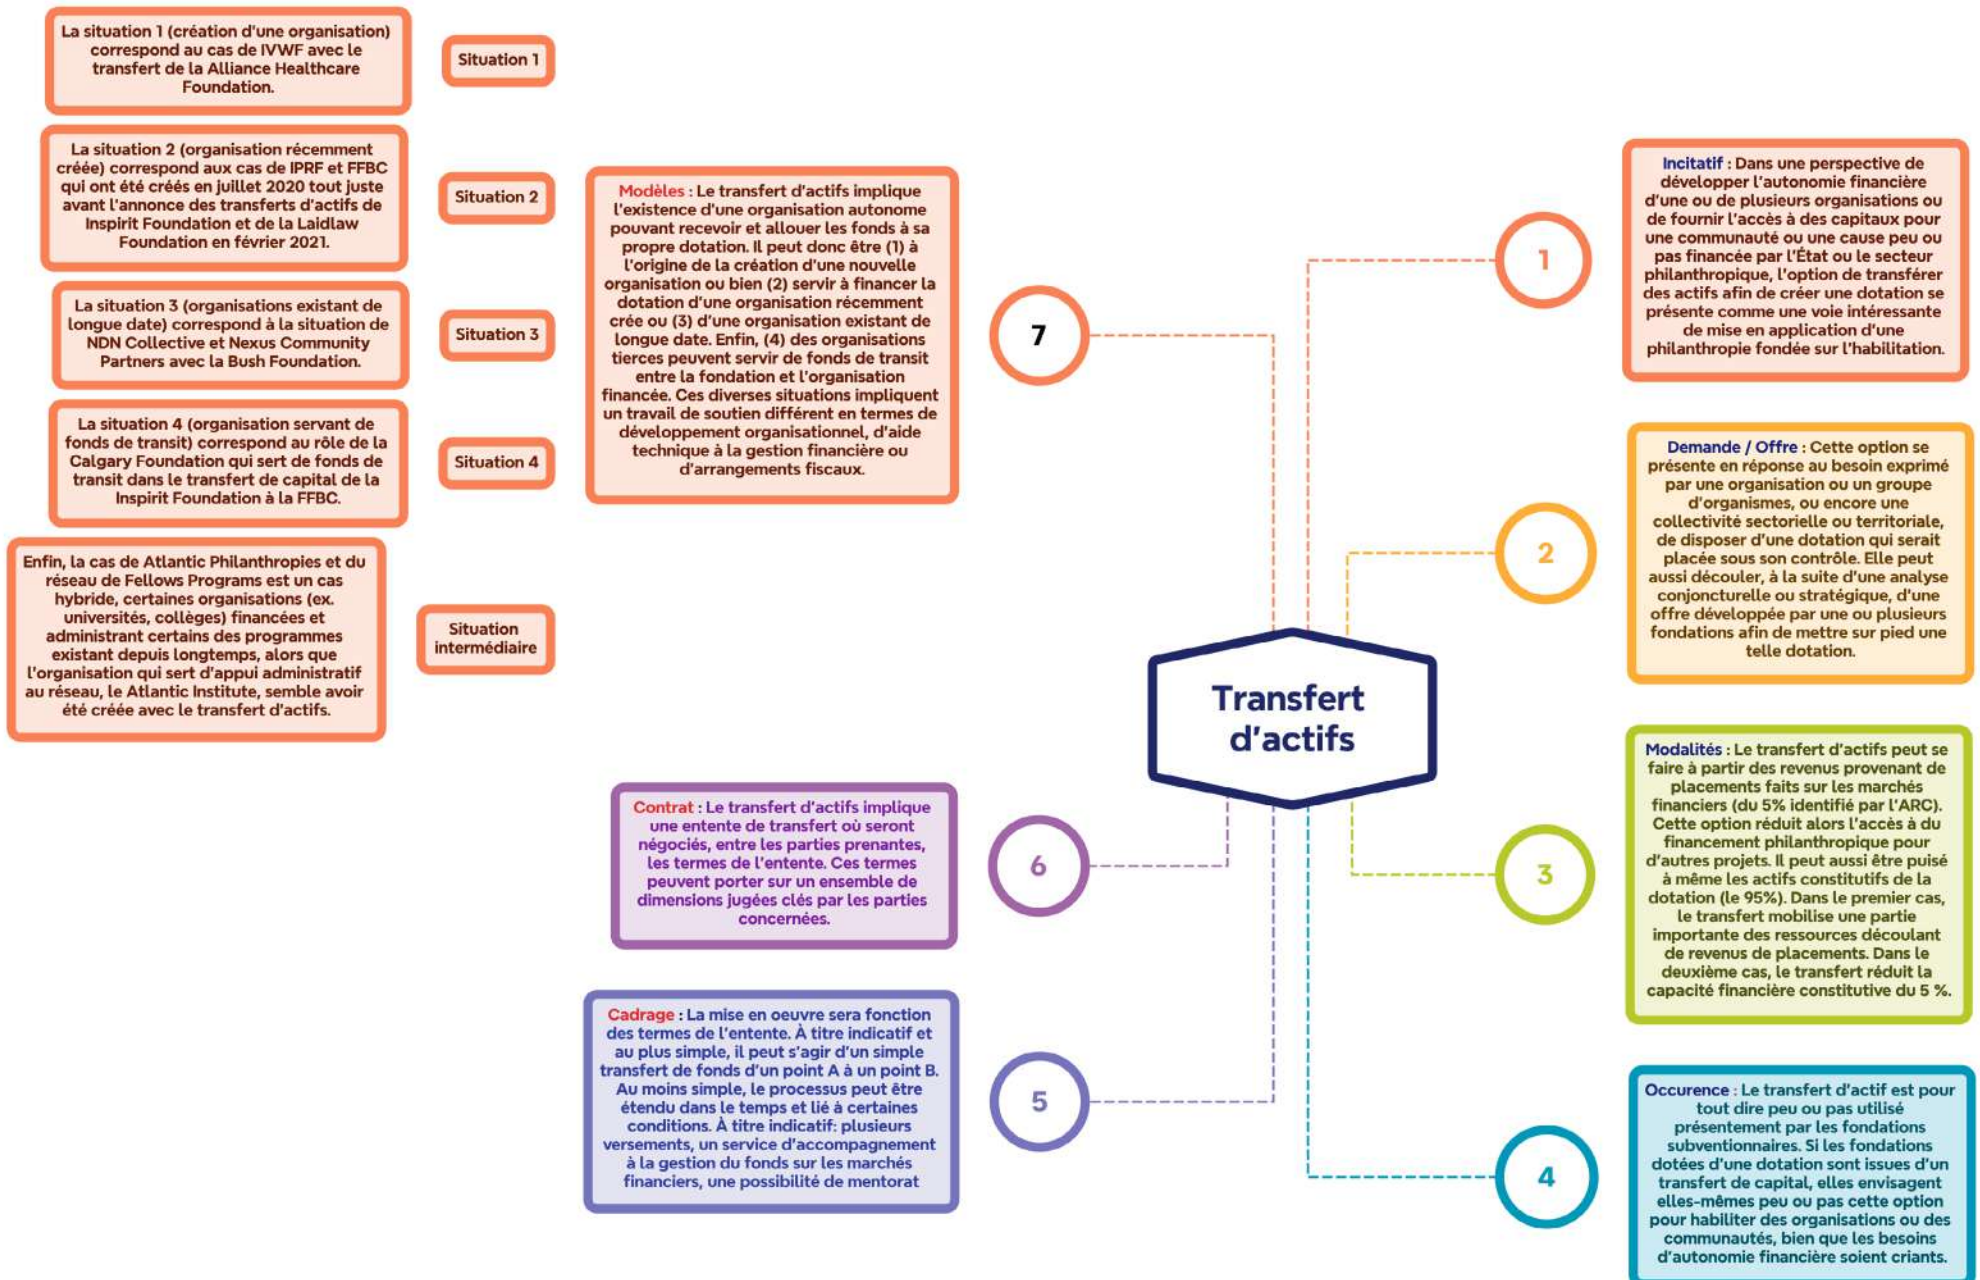 La situation 1 (création d'une organisation)
correspond au cas de IVWF avec le
transfert de la Alliance Healthcare
Foundation.
Situation 1
La situation 2 (organisation récemment
créée) correspond aux cas de IPRF et FFBC
qui ont été créés en juillet 2020 tout juste
avant l'annonce des transferts d'actifs de
Inspirit Foundation et de la Laidlaw
Foundation en février 2021.
Situation 2
La situation 3 (organisations existant de
longue date) correspond à la situation de
NDN Collective et Nexus Community
Partners avec la Bush Foundation.
Situation 3
La situation 4 (organisation servant de
fonds de transit) correspond au rôle de la
Calgary Foundation qui sert de fonds de
transit dans le transfert de capital de la
Inspirit Foundation à la FFBC.
Situation 4
Enfin, la cas de Atlantic Philanthropies et du
réseau de Fellows Programs est un cas
hybride, certaines organisations (ex.
universités, collèges) financées et
administrant certains des programmes
existant depuis longtemps, alors que
l'organisation qui sert d'appui administratif
au réseau, le Atlantic Institute, semble avoir
été créée avec le transfert d'actifs.
Situation
intermédiaire
Modèles : Le transfert d'actifs implique
l'existence d'une organisation autonome
pouvant recevoir et allouer les fonds à sa
propre dotation. Il peut donc être (1) à
l'origine de la création d'une nouvelle
organisation ou bien (2) servir à financer la
dotation d'une organisation récemment
crée ou (3) d'une organisation existant de
longue date. Enfin, (4) des organisations
tierces peuvent servir de fonds de transit
entre la fondation et l'organisation
financée. Ces diverses situations impliquent
un travail de soutien différent en termes de
développement organisationnel, d'aide
technique à la gestion financière ou
d'arrangements fiscaux.
7
Contrat : Le transfert d'actifs implique
une entente de transfert où seront
négociés, entre les parties prenantes,
les termes de l'entente. Ces termes
peuvent porter sur un ensemble de
dimensions jugées clés par les parties
concernées.
6
Cadrage : La mise en oeuvre sera fonction
des termes de l'entente. À titre indicatif et
au plus simple, il peut s'agir d'un simple
transfert de fonds d'un point A à un point B.
Au moins simple, le processus peut être
étendu dans le temps et lié à certaines
conditions. À titre indicatif: plusieurs
versements, un service d'accompagnement
à la gestion du fonds sur les marchés
financiers, une possibilité de mentorat
5
Transfert
d'actifs
1
Incitatif : Dans une perspective de
développer l'autonomie financière
d'une ou de plusieurs organisations ou
de fournir l'accès à des capitaux pour
une communauté ou une cause peu ou
pas financée par l'État ou le secteur
philanthropique, l'option de transférer
des actifs afin de créer une dotation se
présente comme une voie intéressante
de mise en application d'une
philanthropie fondée sur l'habilitation.
2
Demande / Offre : Cette option se
présente en réponse au besoin exprimé
par une organisation ou un groupe
d'organismes, ou encore une
collectivité sectorielle ou territoriale,
de disposer d'une dotation qui serait
placée sous son contrôle. Elle peut
aussi découler, à la suite d'une analyse
conjoncturelle ou stratégique, d'une
offre développée par une ou plusieurs
fondations afin de mettre sur pied une
telle dotation.
3
Modalités : Le transfert d'actifs peut se
faire à partir des revenus provenant de
placements faits sur les marchés
financiers (du 5% identifié par l'ARC).
Cette option réduit alors l'accès à du
financement philanthropique pour
d'autres projets. Il peut aussi être puisé
à même les actifs constitutifs de la
dotation (le 95%). Dans le premier cas,
le transfert mobilise une partie
importante des ressources découlant
de revenus de placements. Dans le
deuxième cas, le transfert réduit la
capacité financière constitutive du 5 %.
4
Occurence : Le transfert d'actif est pour
tout dire peu ou pas utilisé
présentement par les fondations
subventionnaires. Si les fondations
dotées d'une dotation sont issues d'un
transfert de capital, elles envisagent
elles-mêmes peu ou pas cette option
pour habiliter des organisations ou des
communautés, bien que les besoins
d'autonomie financière soient criants.